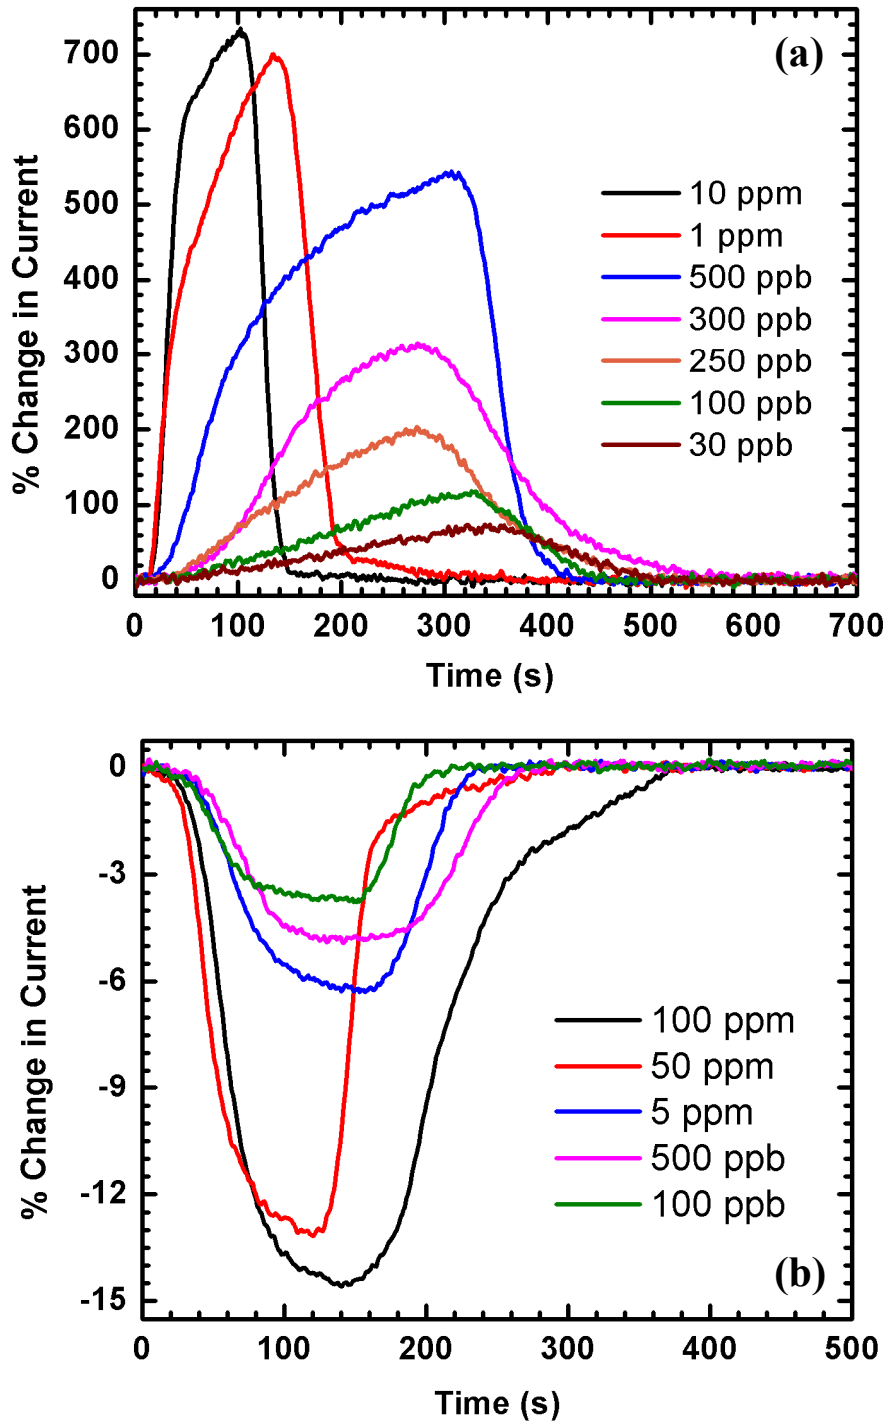 (a)
% Change in Current
700
600
500
400
300
200
100
0
10 ppm
1 ppm
500 ppb
300 ppb
250 ppb
100 ppb
30 ppb
0 100 200 300 400 500 600 700
Time (s)
% Change in Current
0
-3
-6
-9
-12
-15
100 ppm
50 ppm
5 ppm
500 ppb
100 ppb
(b)
0 100 200 300 400 500
Time (s)